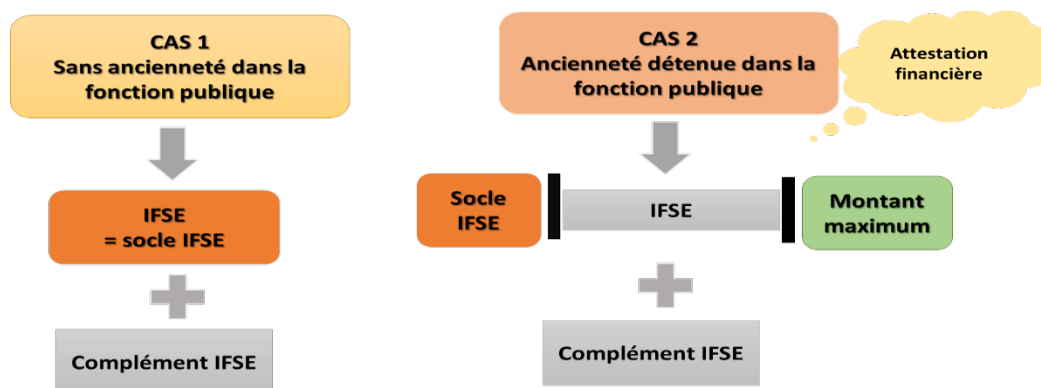 CAS 1
Sans ancienneté dans la
fonction publique
IFSE
= socle IFSE
Complément IFSE
CAS 2
Ancienneté détenue dans la
fonction publique
Attestation
financière
Socle
IFSE
IFSE
Montant
maximum
Complément IFSE